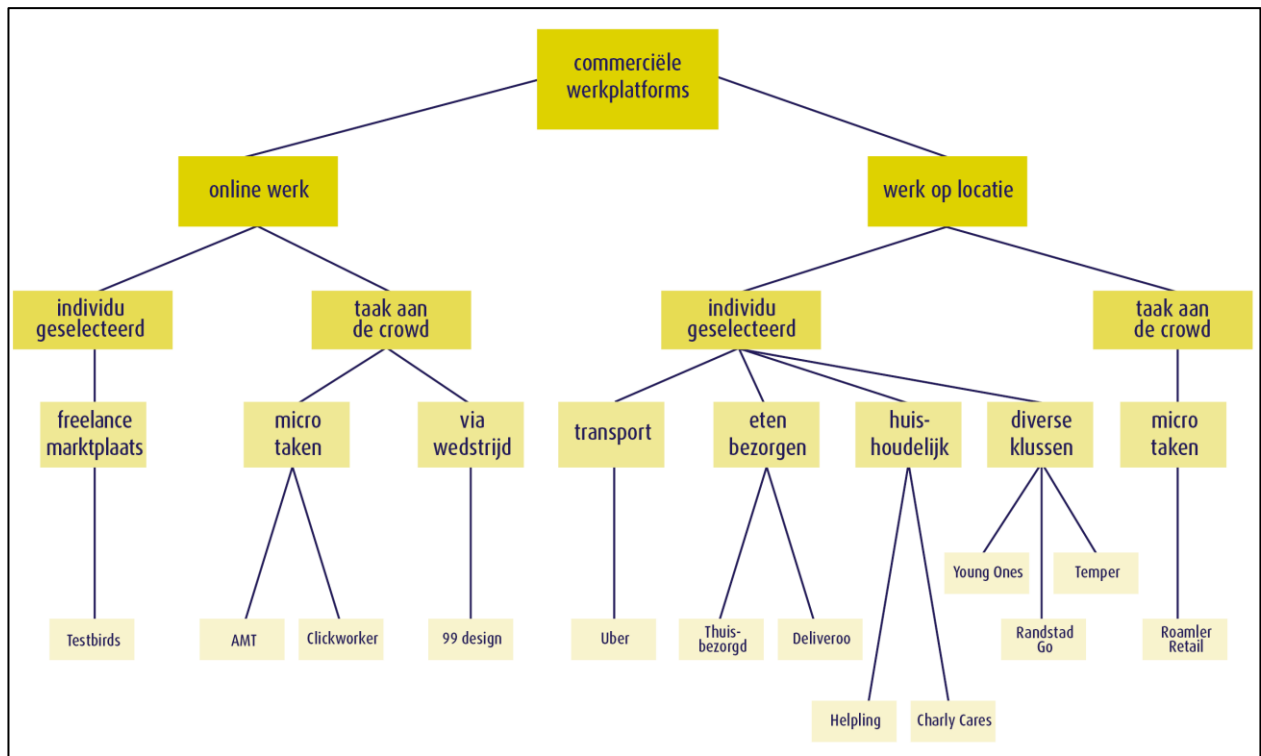 commerciële
werkplatforms
online werk
werk op locatie
individu
geselecteerd
taak aan
de crowd
individu
geselecteerd
taak aan
de crowd
freelance
marktplaats
micro
taken
via
wedstrijd
transport
eten
bezorgen
huis-
houdelijk
diverse
klussen
micro
taken
Young Ones
Temper
Testbirds
AMT
Clickworker
99 design
Uber
Thuis-
bezorgd
Deliveroo
Randstad
Go
Roamler
Retail
Helpling
Charly Cares